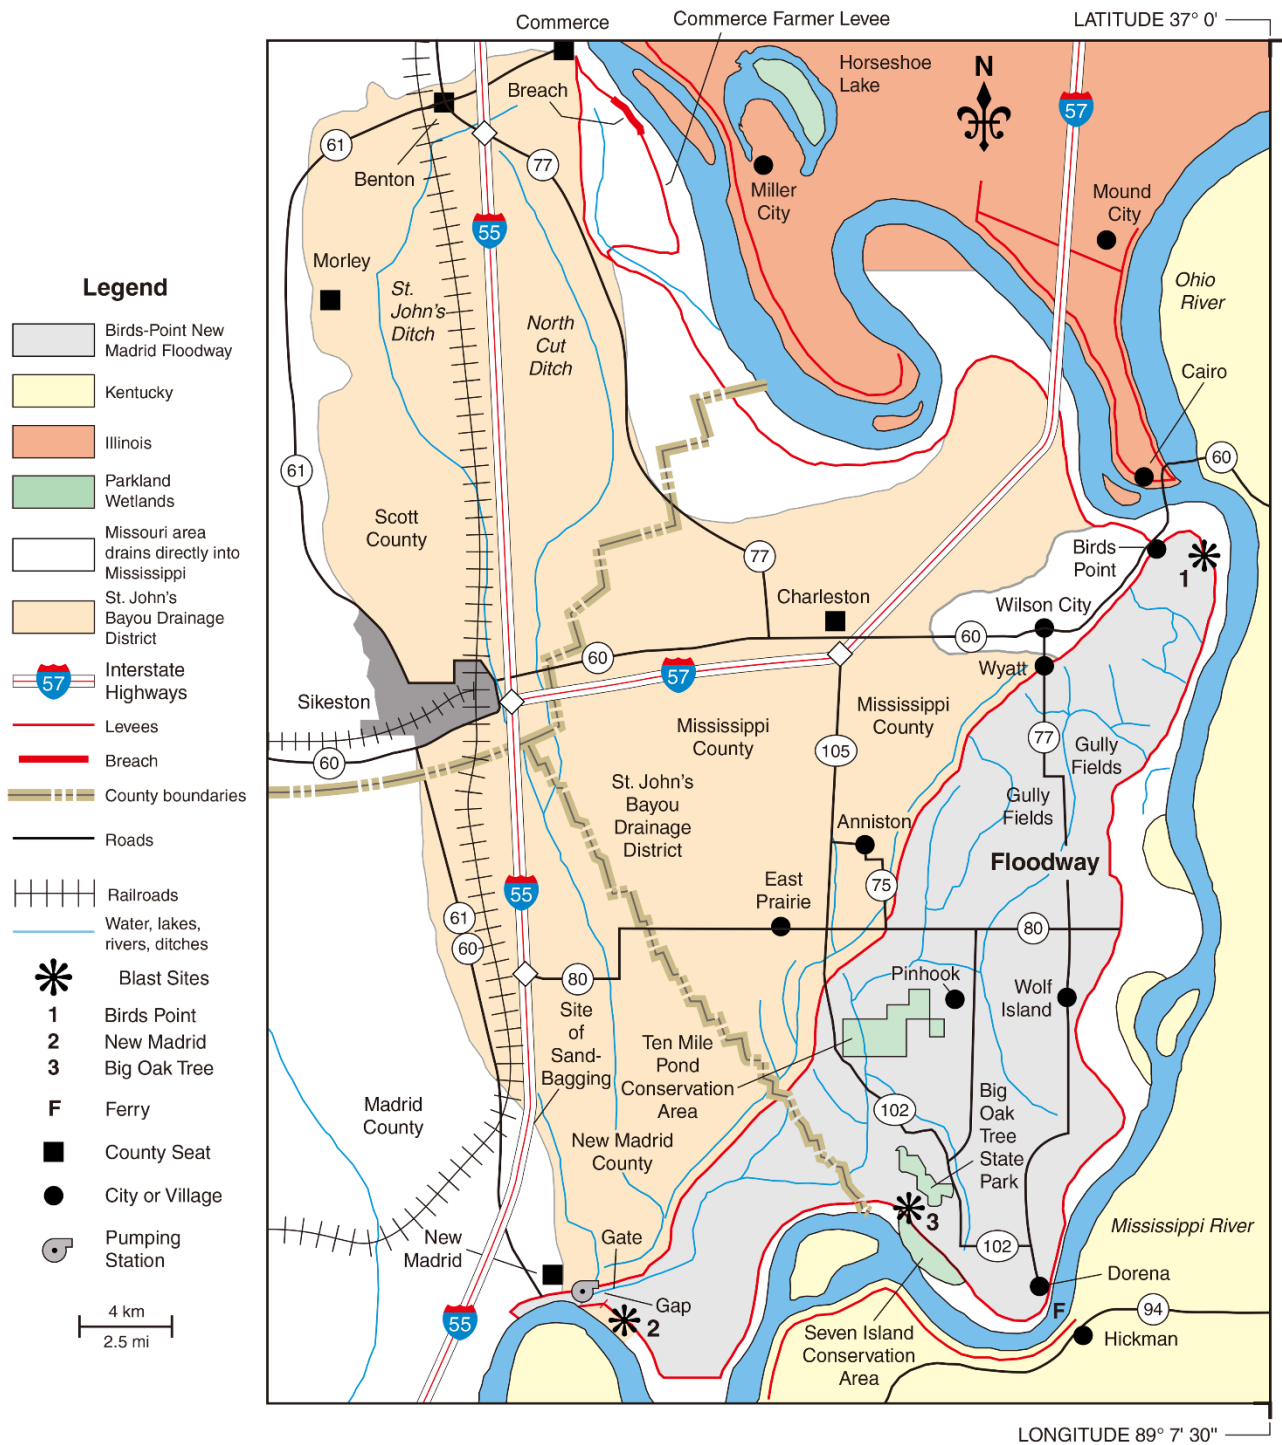 Commerce
Commerce Farmer Levee
LATITUDE 37° 0'
Horseshoe
Lake
N
Breach
57
61
77
Benton
Miller
City
Mound
City
55
Morley
St.
John's
Ditch
North
Cut
Ditch
Ohio
River
Cairo
61
60
Scott
County
77
Birds
Point
1
Charleston
Wilson City
60
60
57
Wyatt
Sikeston
Mississippi
County
Mississippi
County
105
77
Gully
Fields
60
St. John's
Bayou
Drainage
District
Gully
Fields
Anniston
Floodway
55
East
Prairie
75
61
60
80
80
Pinhook
Wolf
Island
Site
of
Sand-
Bagging
Ten Mile
Pond
Conservation
Area
Madrid
County
102
Big
Oak
Tree
State
Park
New Madrid
County
3
Mississippi River
New
Madrid
Gate
102
Dorena
Gap
F
94
55
2
Seven Island
Conservation
Area
Hickman
LONGITUDE 89° 7' 30"
Legend
Birds-Point New
Madrid Floodway
Kentucky
Illinois
Parkland
Wetlands
Missouri area
drains directly into
Mississippi
St. John's
Bayou Drainage
District
57
Interstate
Highways
Levees
Breach
County boundaries
Roads
Railroads
Water, lakes,
rivers, ditches
Blast Sites
1 Birds Point
2 New Madrid
3 Big Oak Tree
F Ferry
County Seat
City or Village
Pumping
Station
4 km
2.5 mi